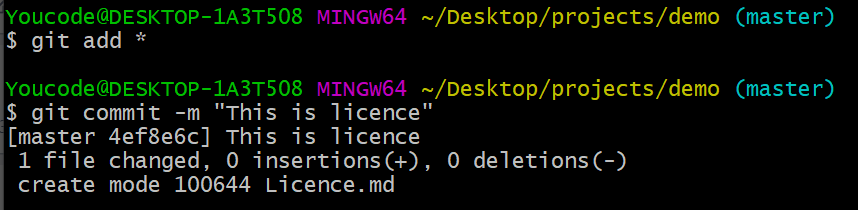 Youcode@DESKTOP-1A3T508 MINGW64 ~/Desktop/projects/demo (master)
$ git add *
Youcode@DESKTOP-1A3T508 MINGW64 ~/Desktop/projects/demo (master)
$ git commit -m "This is licence"
[master 4ef8e6c] This is licence
1 file changed, 0 insertions(+), 0 deletions(-)
create mode 100644 Licence.md